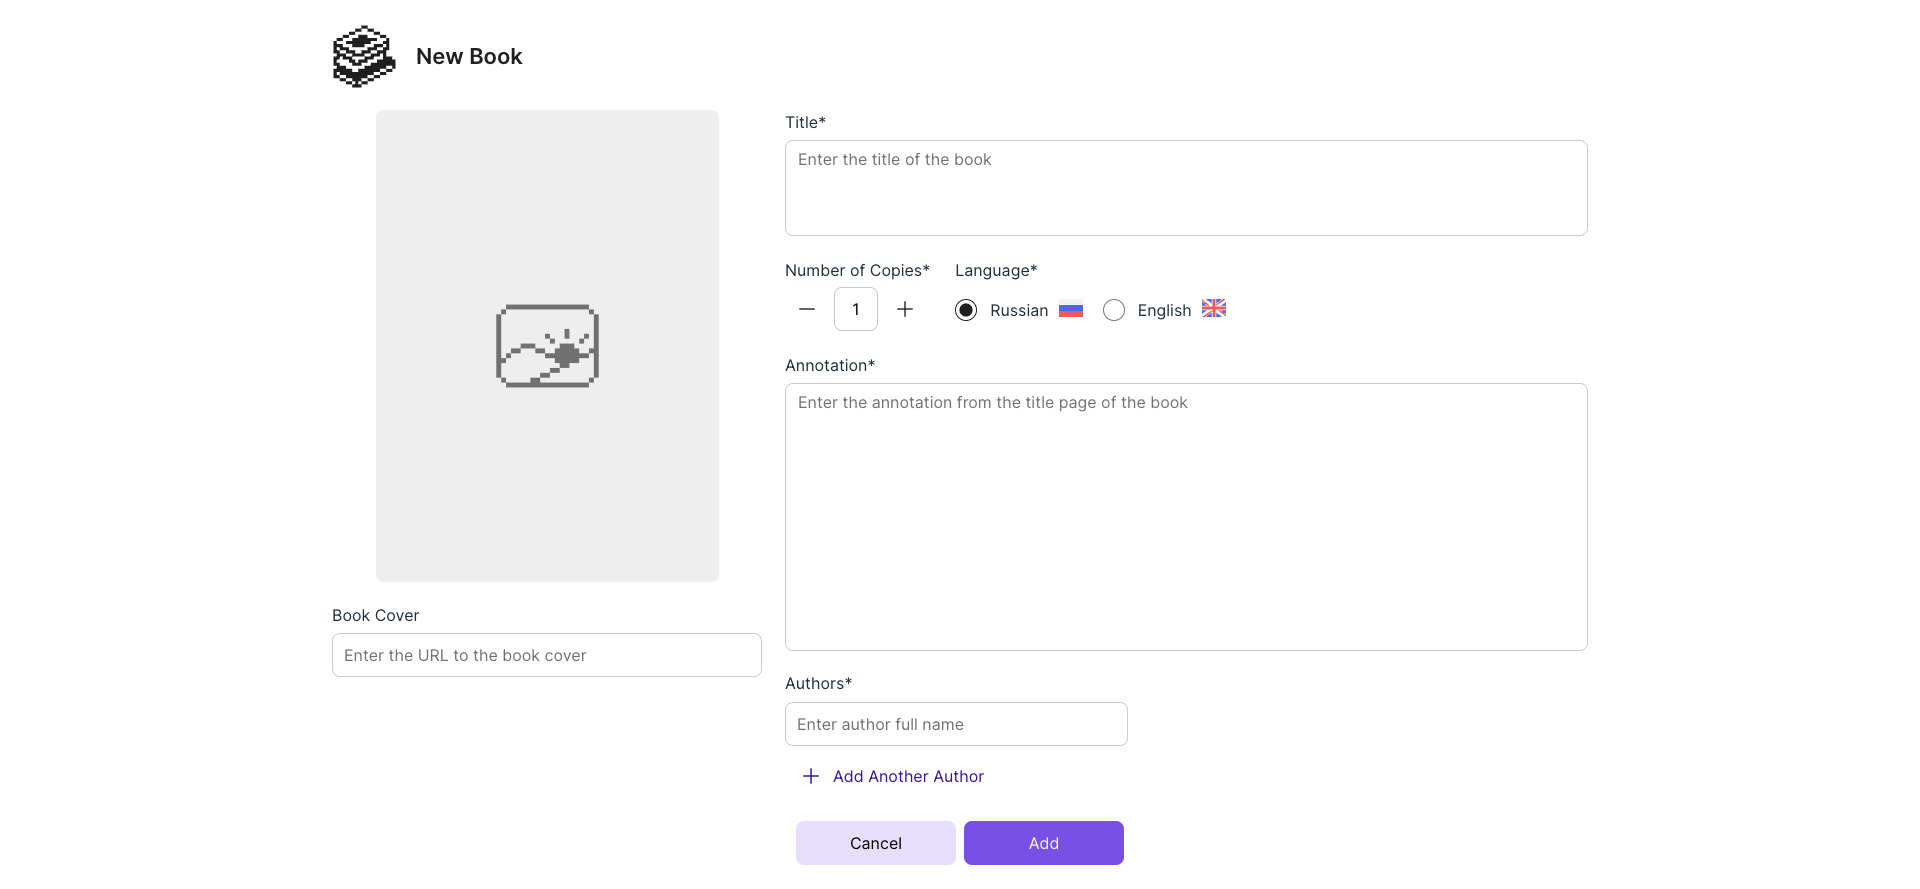 New Book
Title*
Enter the title of the book
Number of Copies* Language*
1 Russian English
Annotation*
Enter the annotation from the title page of the book
Book Cover
Enter the URL to the book cover
Authors*
Enter author full name
Add Another Author
Cancel Add